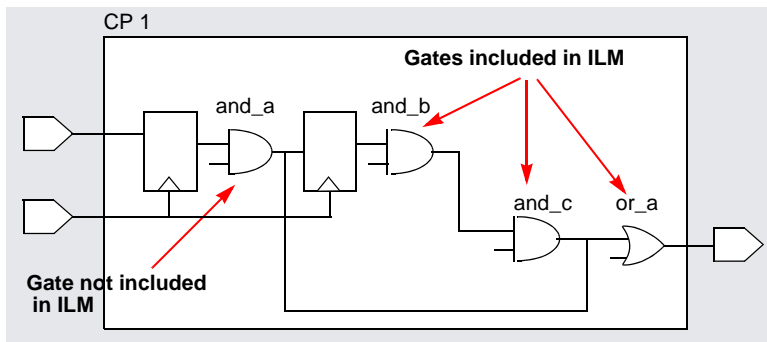 CP 1
Gates included in ILM
and_a
and_b
and_c
or_a
Gate not included
in ILM